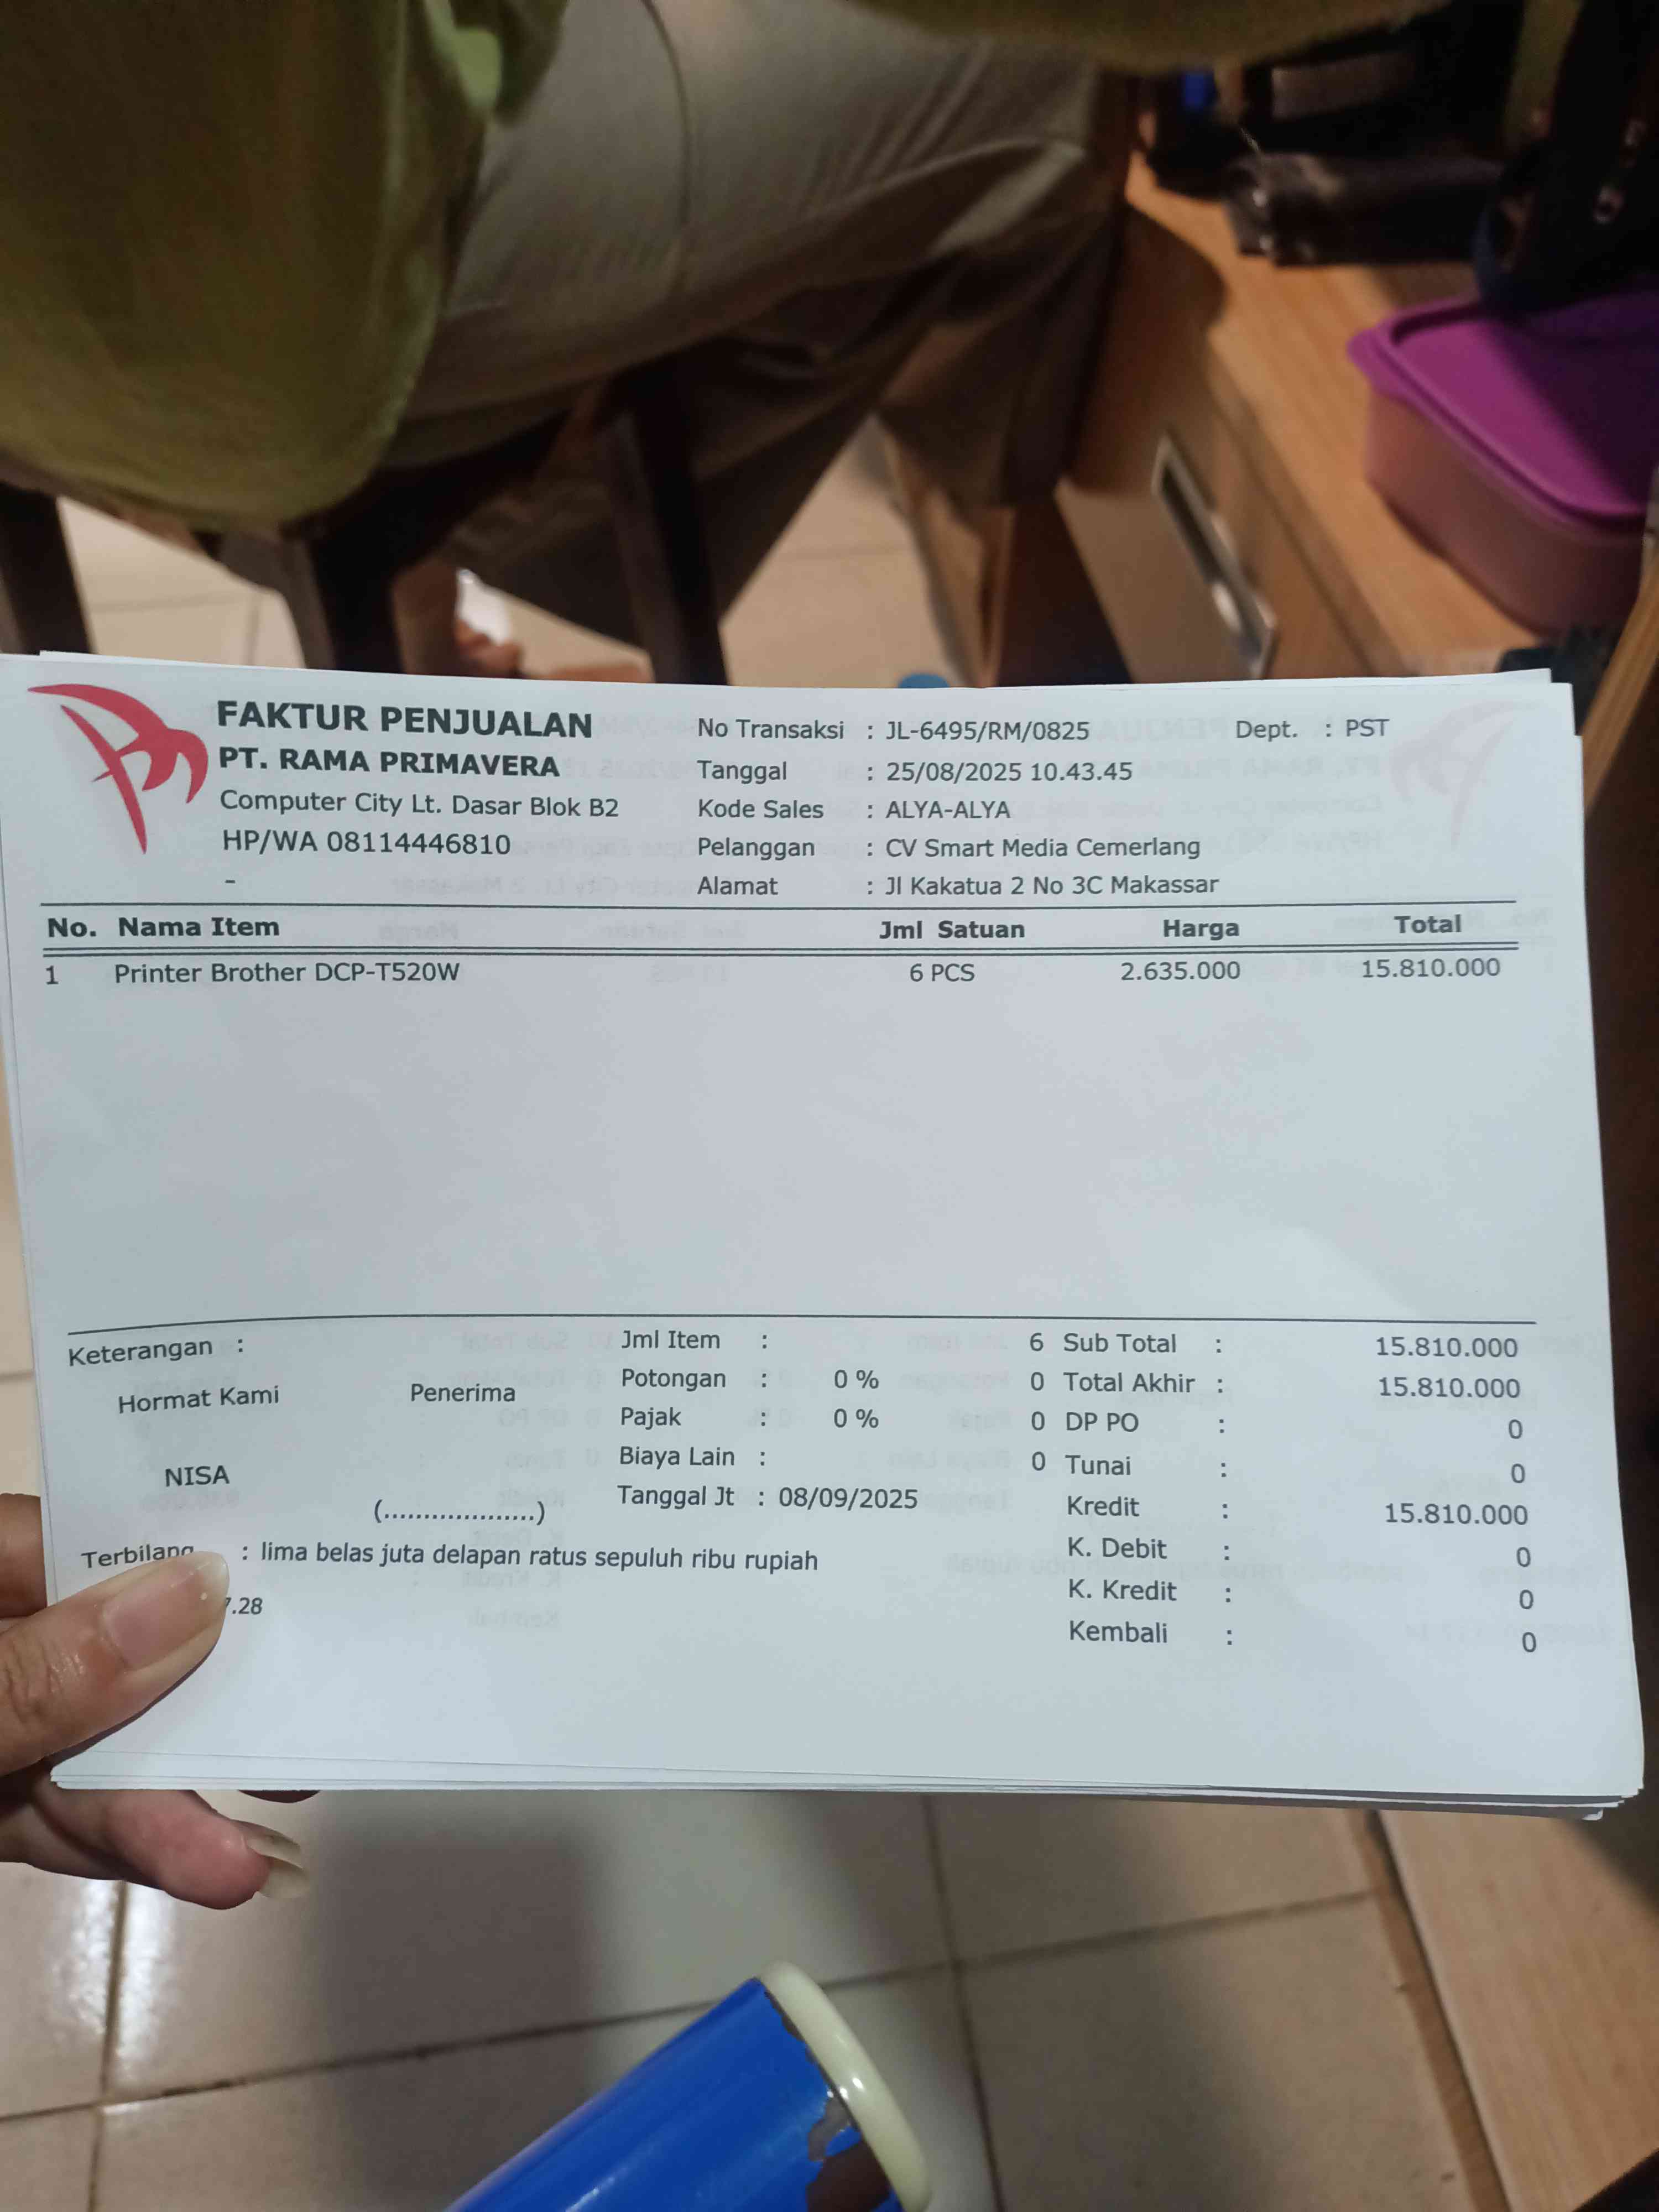 FAKTUR PENJUALAN
PT. RAMA PRIMAVERA
Computer City Lt. Dasar Blok B2
HP/WA 08114446810
-
No Transaksi : JL-6495/RM/0825 Dept. : PST
Tanggal : 25/08/2025 10.43.45
Kode Sales : ALYA-ALYA
Pelanggan : CV Smart Media Cemerlang
Alamat : Jl Kakatua 2 No 3C Makassar
No. Nama Item Jml Satuan Harga Total
1 Printer Brother DCP-T520W 6 PCS 2.635.000 15.810.000
Keterangan :
Hormat Kami Penerima
NISA
(...................)
Jml Item : 6
Potongan : 0 % 0
Pajak : 0 % 0
Biaya Lain : 0
Tanggal Jt : 08/09/2025
Sub Total : 15.810.000
Total Akhir : 15.810.000
DP PO : 0
Tunai : 0
Kredit : 15.810.000
K. Debit : 0
K. Kredit : 0
Kembali : 0
Terbilang : lima belas juta delapan ratus sepuluh ribu rupiah
.28